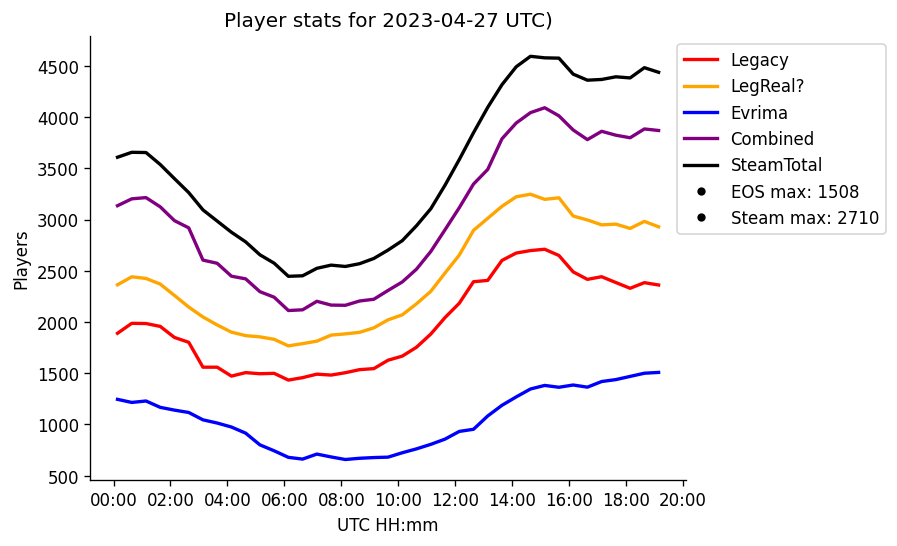 Player stats for 2023-04-27 UTC)
Players
4500
4000
3500
3000
2500
2000
1500
1000
500
00:00 02:00 04:00 06:00 08:00 10:00 12:00 14:00 16:00 18:00 20:00
UTC HH:mm
Legacy
LegReal?
Evrima
Combined
SteamTotal
EOS max: 1508
Steam max: 2710